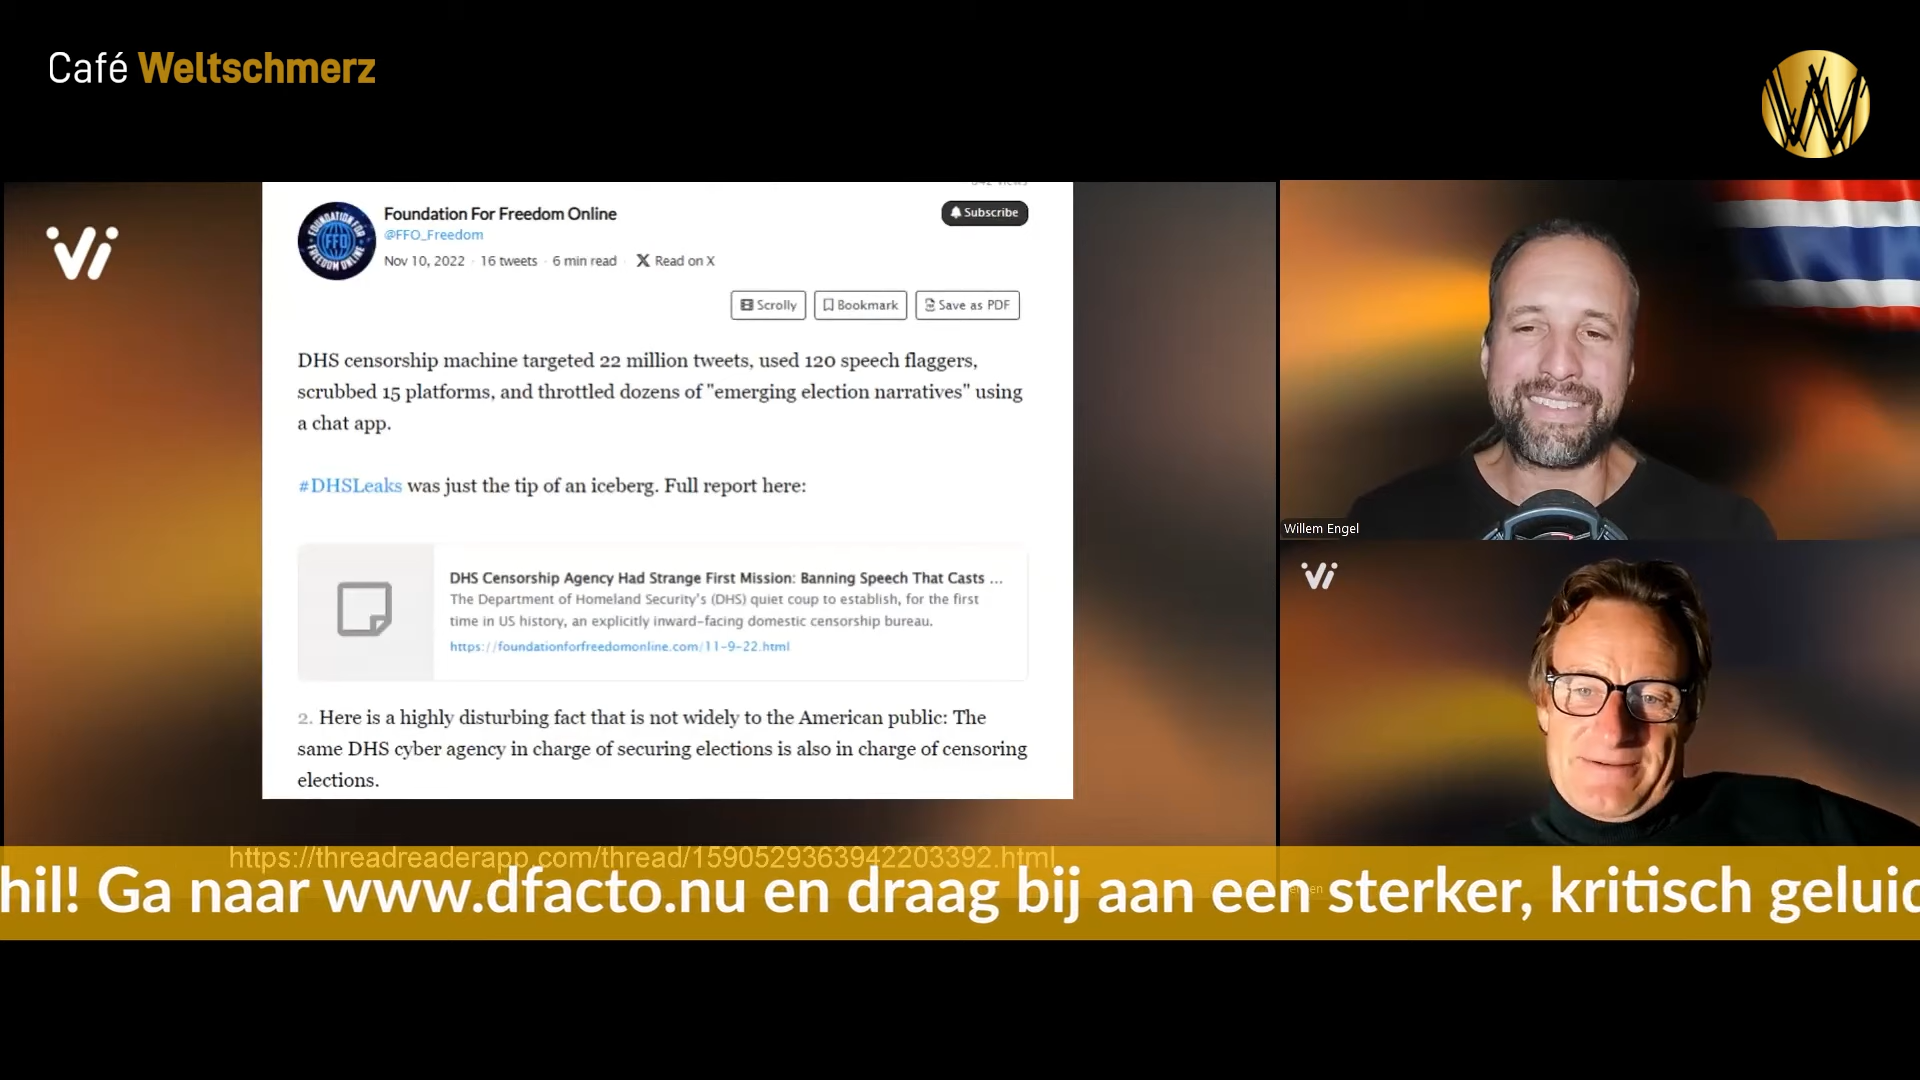 Café Weltschmerz
Foundation For Freedom Online
Subscribe
@FFO_Freedom
Nov 10, 2022 · 16 tweets · 6 min read · X Read on X
Scrolly
Bookmark
Save as PDF
DHS censorship machine targeted 22 million tweets, used 120 speech flaggers,
scrubbed 15 platforms, and throttled dozens of "emerging election narratives" using
a chat app.
#DHSLeaks was just the tip of an iceberg. Full report here:
DHS Censorship Agency Had Strange First Mission: Banning Speech That Casts ...
The Department of Homeland Security's (DHS) quiet coup to establish, for the first
time in US history, an explicitly inward-facing domestic censorship bureau.
https://foundationforfreedomonline.com/11-9-22.html
2. Here is a highly disturbing fact that is not widely to the American public: The
same DHS cyber agency in charge of securing elections is also in charge of censoring
elections.
FOUNDATION FOR
FFO
FREEDOM ONLINE
Willem Engel
https://threadreaderapp.com/thread/1590529363942203392.html
hil! Ga naar www.dfacto.nu en draag bij aan een sterker, kritisch geluid